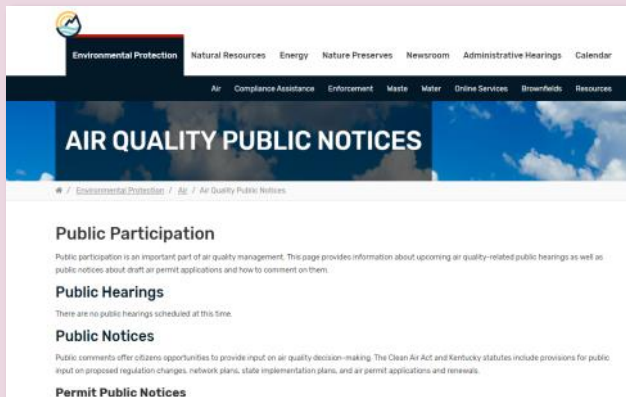 Environmental Protection Natural Resources Energy Nature Preserves Newsroom Administrative Hearings Calendar
Air Compliance Assistance Enforcement Waste Water Online Services Brownfields Resources
AIR QUALITY PUBLIC NOTICES
/ Environmental Protection / Air / Air Quality Public Notices
Public Participation
Public participation is an important part of air quality management. This page provides information about upcoming air quality-related public hearings as well as
public notices about draft air permit applications and how to comment on them.
Public Hearings
There are no public hearings scheduled at this time.
Public Notices
Public comments offer citizens opportunities to provide input on air quality decision-making. The Clean Air Act and Kentucky statutes include provisions for public
input on proposed regulation changes, network plans, state implementation plans, and air permit applications and renewals.
Permit Public Notices